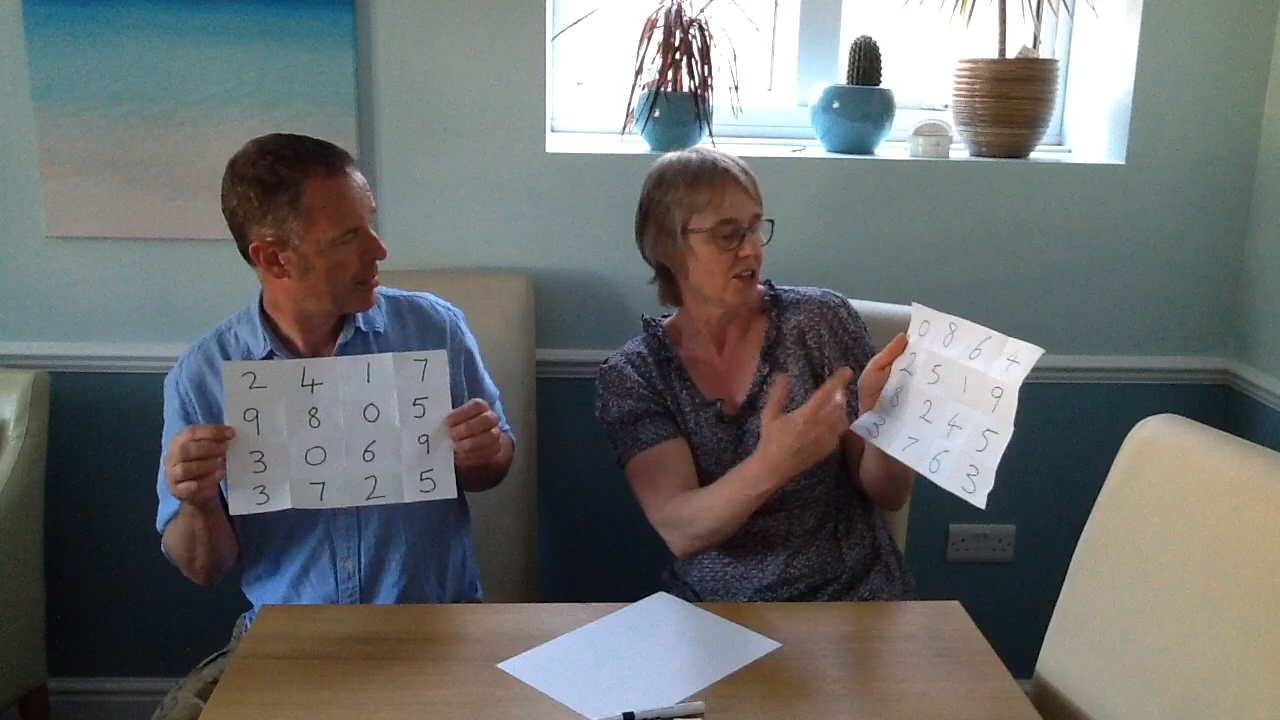 2 4 1 7
9 8 0 5
3 0 6 9
3 7 2 5
0 8 6 4
2 5 1 9
8 2 4 5
3 7 6 3